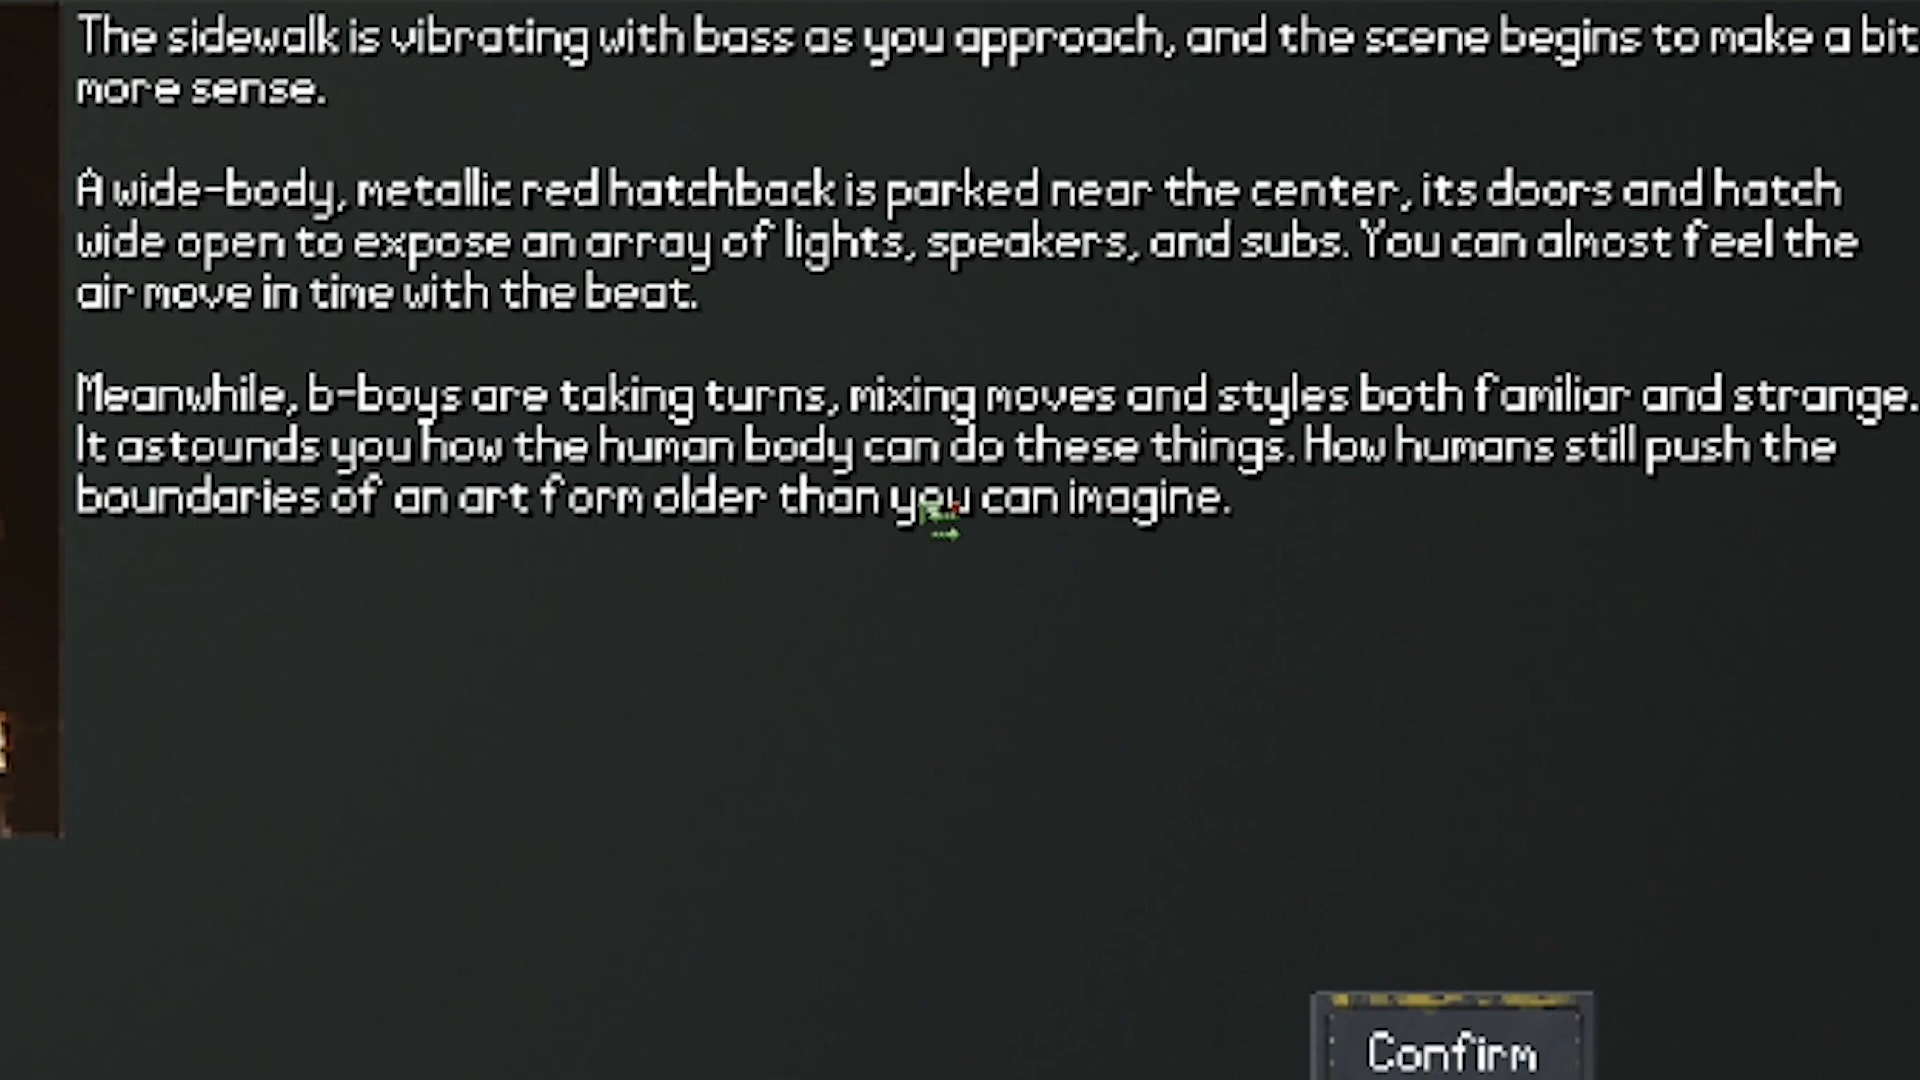 The sidewalk is vibrating with bass as you approach, and the scene begins to make a bit
more sense.
A wide-body, metallic red hatchback is parked near the center, its doors and hatch
wide open to expose an array of lights, speakers, and subs. You can almost feel the
air move in time with the beat.
Meanwhile, b-boys are taking turns, mixing moves and styles both familiar and strange.
It astounds you how the human body can do these things. How humans still push the
boundaries of an art form older than you can imagine.
Confirm